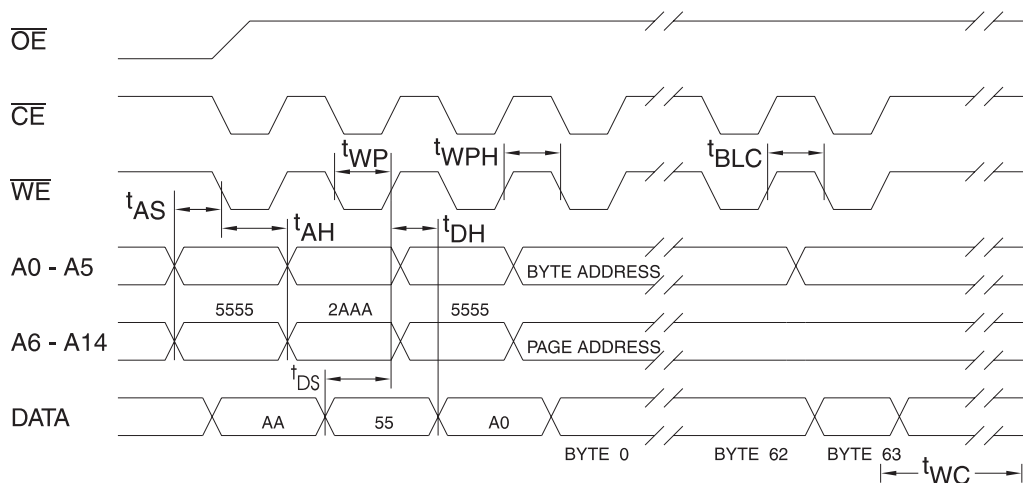 OE
CE
tWP
tWPH
tBLC
WE
tAS
tAH
tDH
A0 - A5
BYTE ADDRESS
5555
2AAA
5555
A6 - A14
PAGE ADDRESS
tDS
DATA
AA
55
A0
BYTE 0
BYTE 62
BYTE 63
tWC